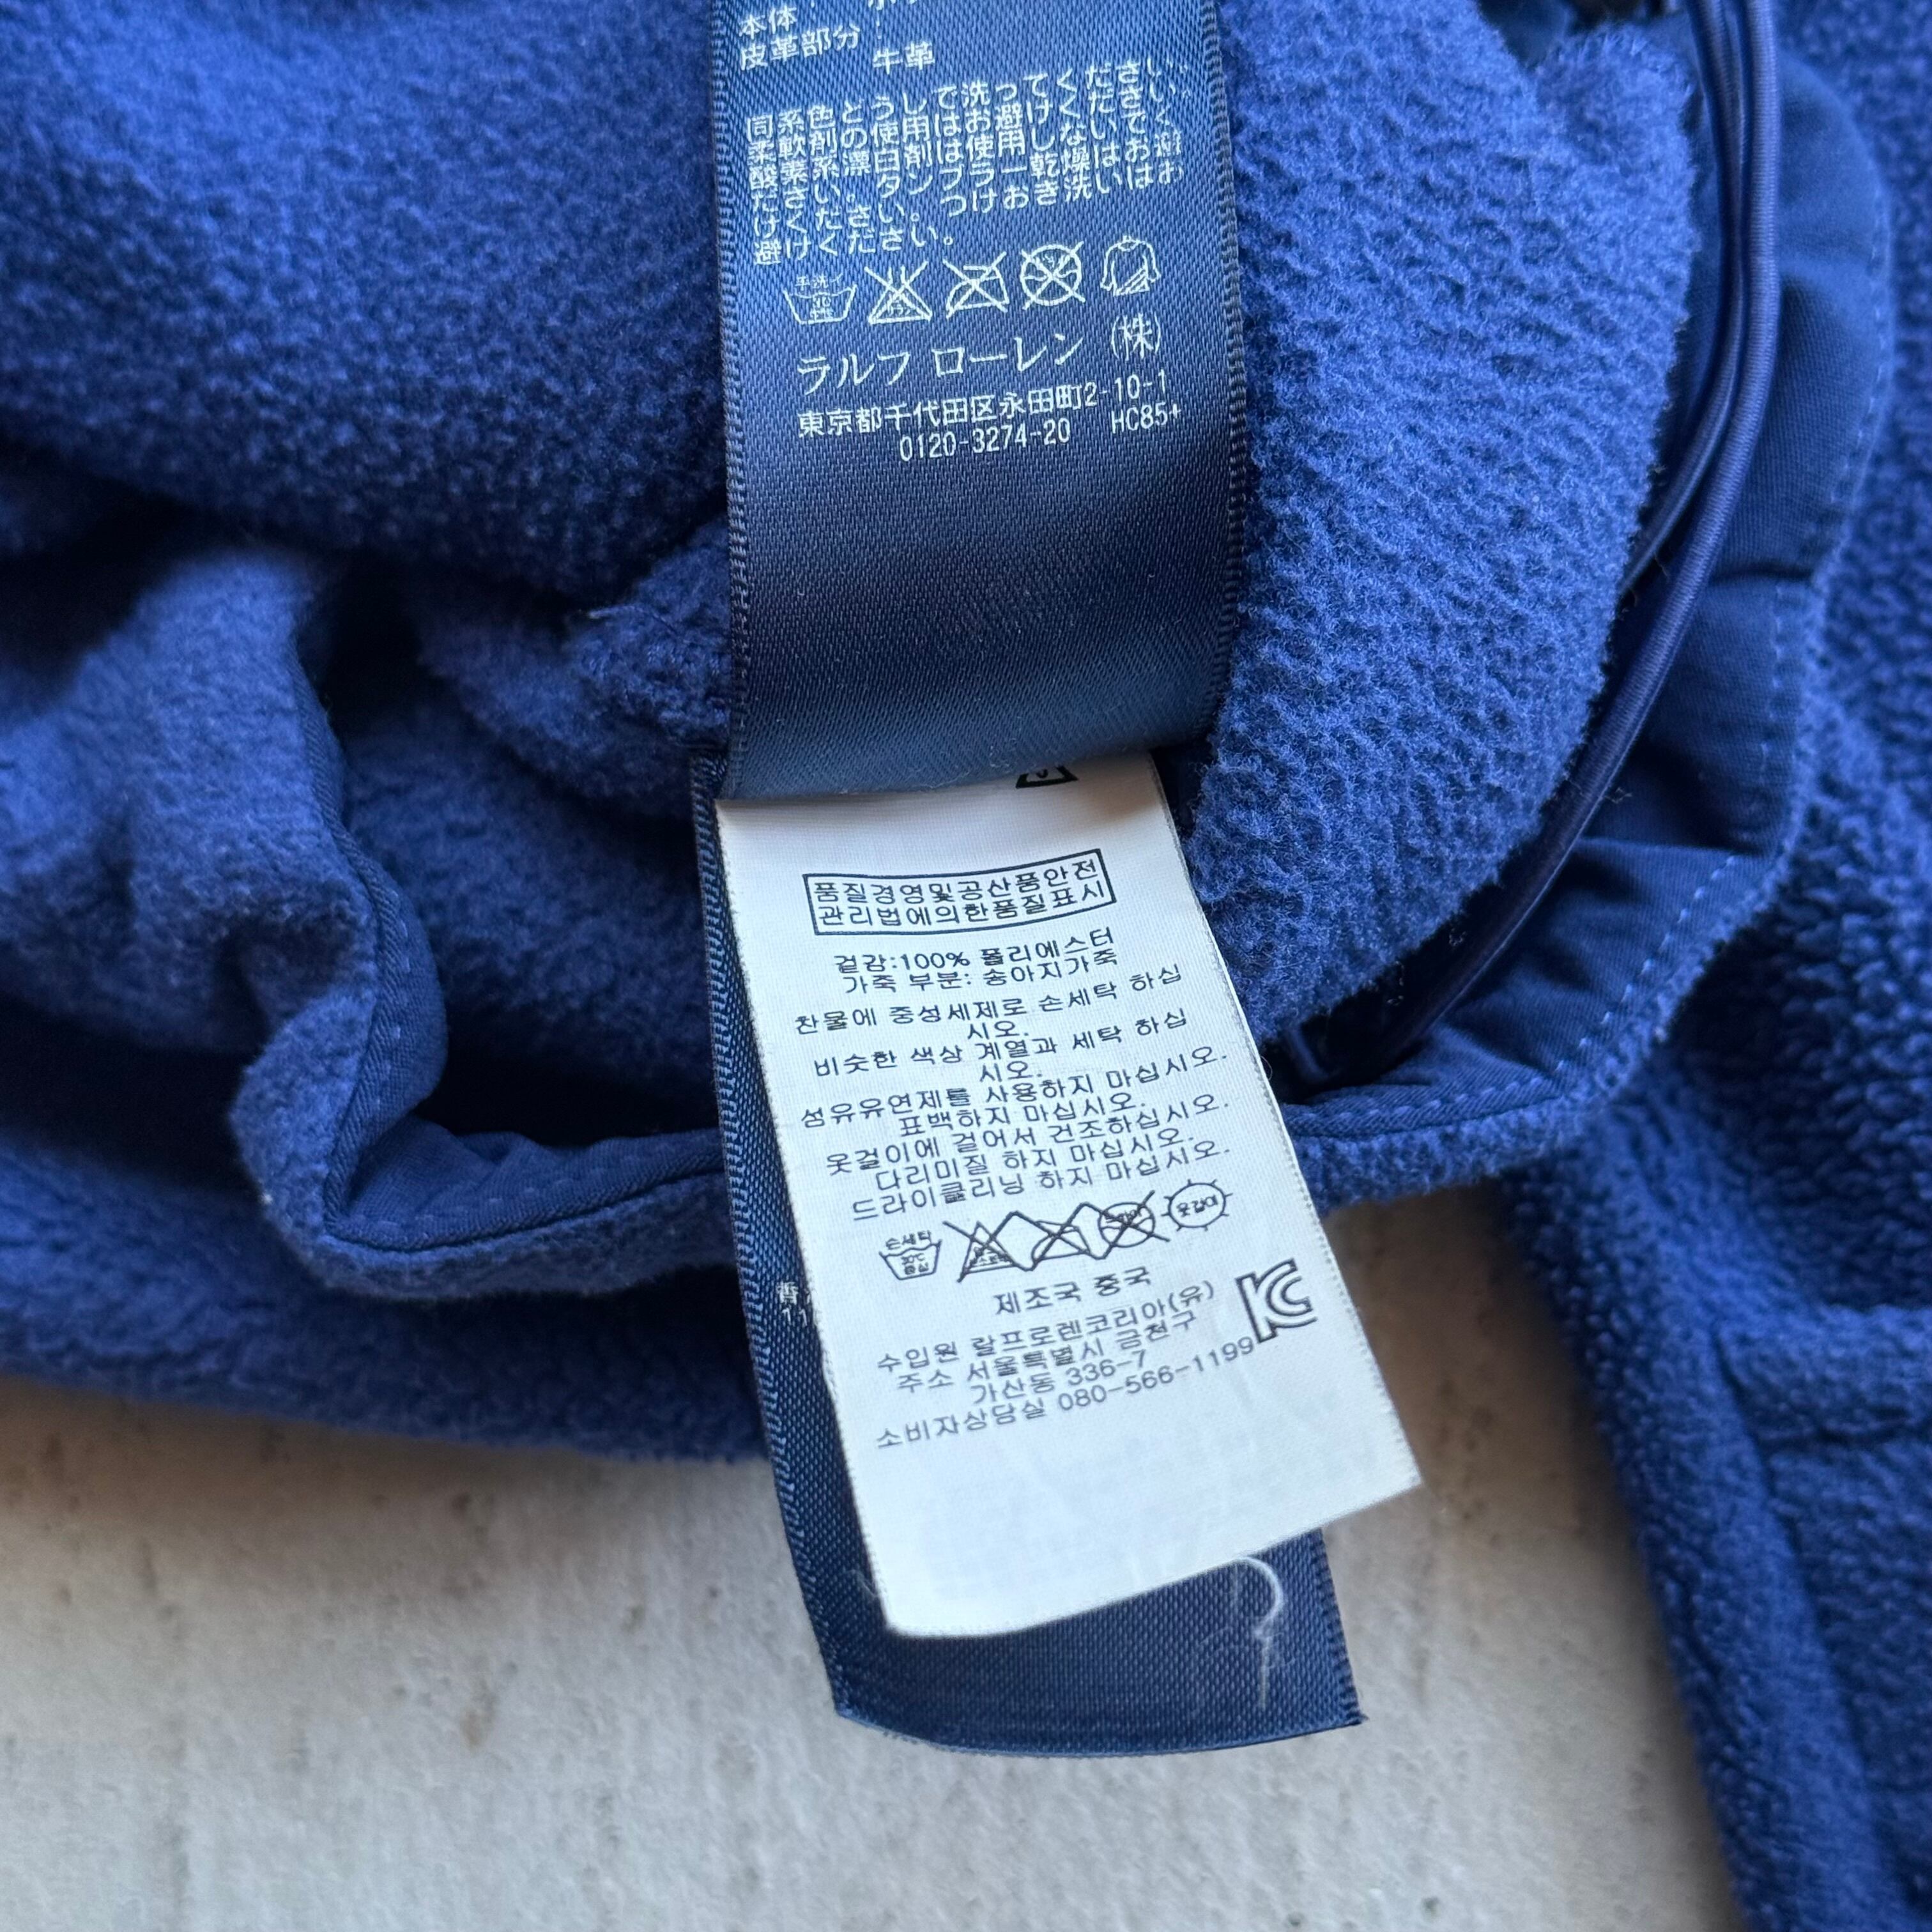 本体:
皮革部分
牛革
同系色どうしで洗ってください。
柔軟剤の使用はお避けください。
酸素系漂白剤は使用しないでく
ださい。タンブラー乾燥はお避
けください。つけおき洗いはお
避けください。
手洗イ
ラルフ ローレン (株)
東京都千代田区永田町2-10-1
0120-3274-20 HC85+
품질경영및공산품안전
관리법에의한품질표시
겉감:100% 폴리에스터
가죽 부분: 송아지가죽
찬물에 중성세제로 손세탁 하십
시오.
비슷한 색상 계열과 세탁 하십
시오.
섬유유연제를 사용하지 마십시오.
표백하지 마십시오.
옷걸이에 걸어서 건조하십시오.
다리미질 하지 마십시오.
드라이클리닝 하지 마십시오.
손세탁
30℃
중성
옷걸이
제조국 중국
수입원 랄프로렌코리아(유)
주소 서울특별시 금천구
가산동 336-7
소비자상담실 080-566-1199
KC